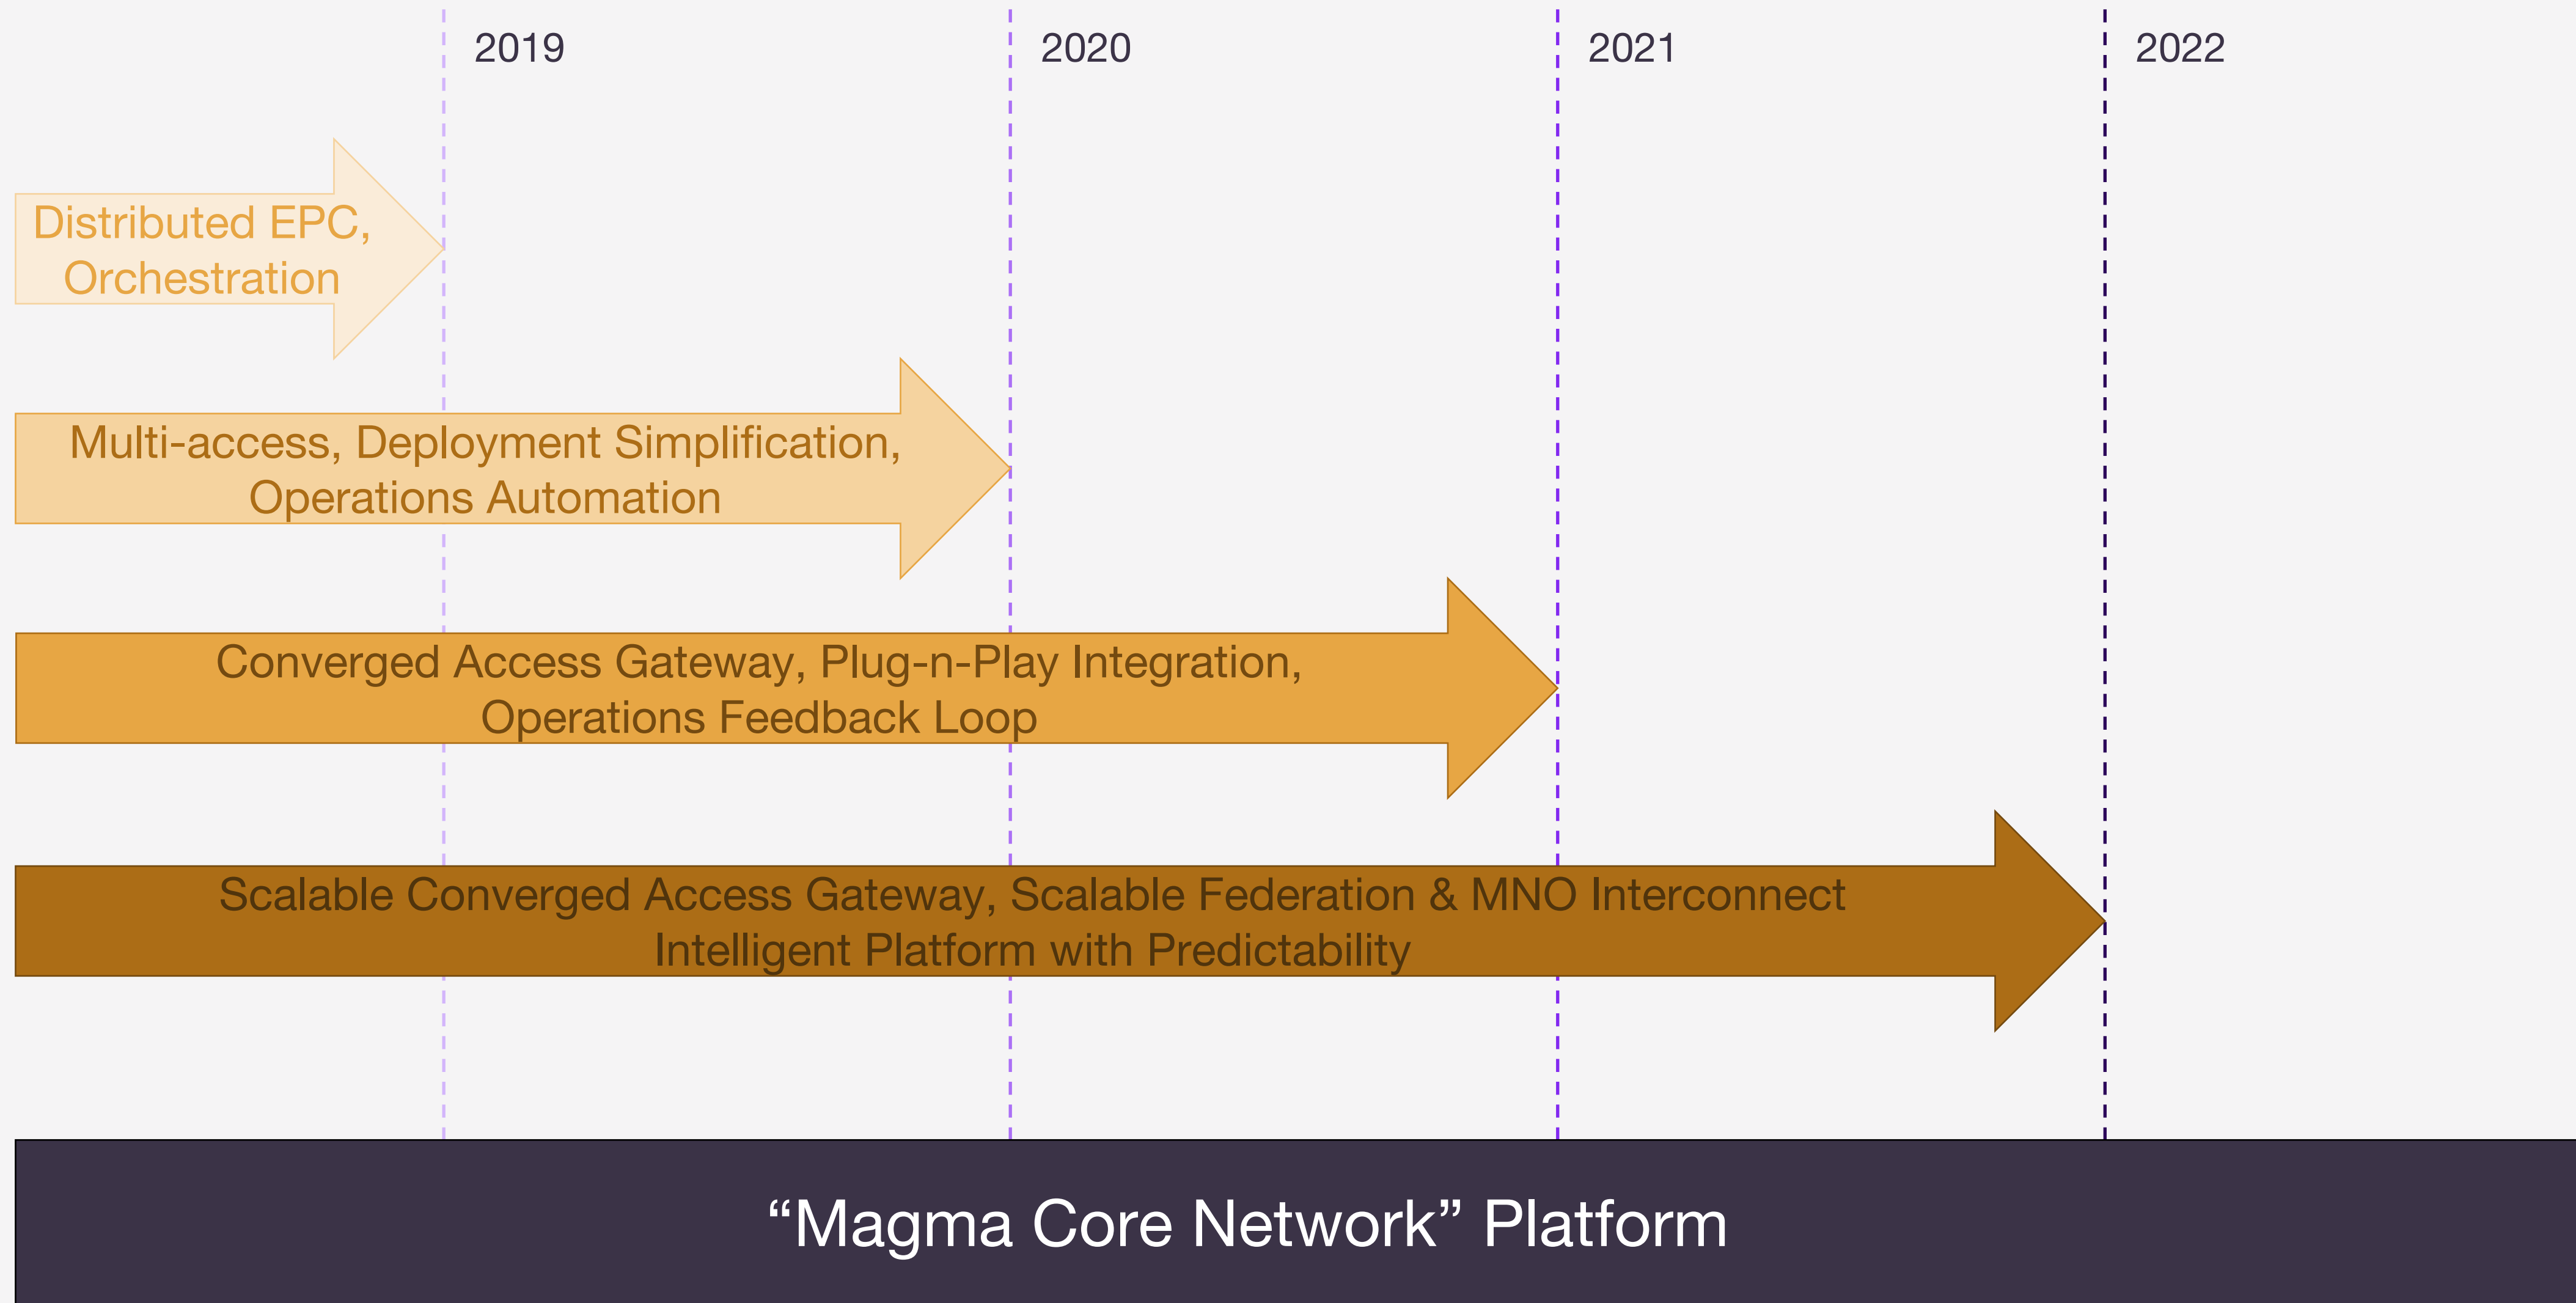 2019
2020
2021
2022
Distributed EPC,
Orchestration
Multi-access, Deployment Simplification,
Operations Automation
Converged Access Gateway, Plug-n-Play Integration,
Operations Feedback Loop
Scalable Converged Access Gateway, Scalable Federation & MNO Interconnect
Intelligent Platform with Predictability
“Magma Core Network” Platform